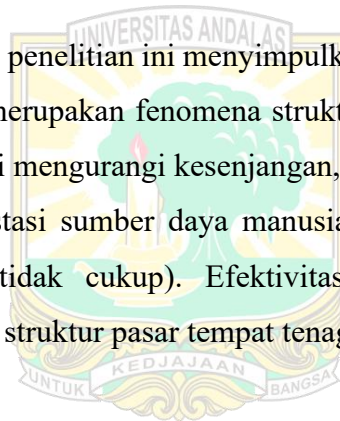 UNIVERSITAS ANDALAS
penelitian ini menyimpulk
merupakan fenomena strukt
i mengurangi kesenjangan,
stasi sumber daya manusia
tidak cukup). Efektivitas
struktur pasar tempat tenag
KEDJAJAAN
UNTUK BANGSA